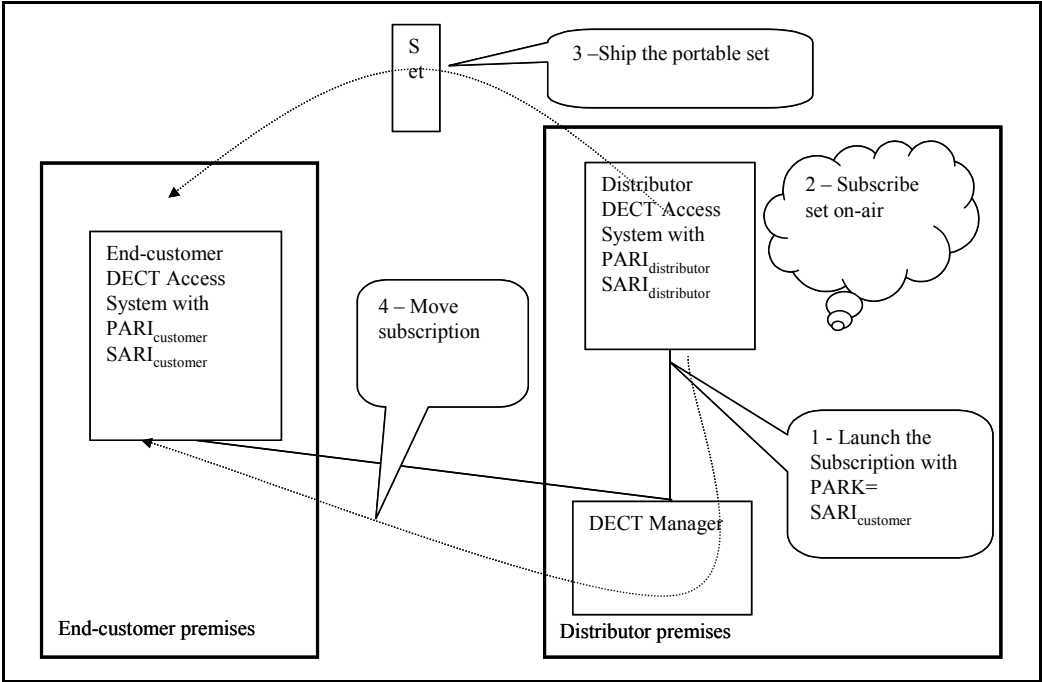 S
et
3 –Ship the portable set
Distributor
DECT Access
System with
PARIdistributor
SARIdistributor
2 – Subscribe
set on-air
End-customer
DECT Access
System with
PARIcustomer
SARIcustomer
4 – Move
subscription
1 - Launch the
Subscription with
PARK=
SARIcustomer
DECT Manager
End-customer premises
Distributor premises